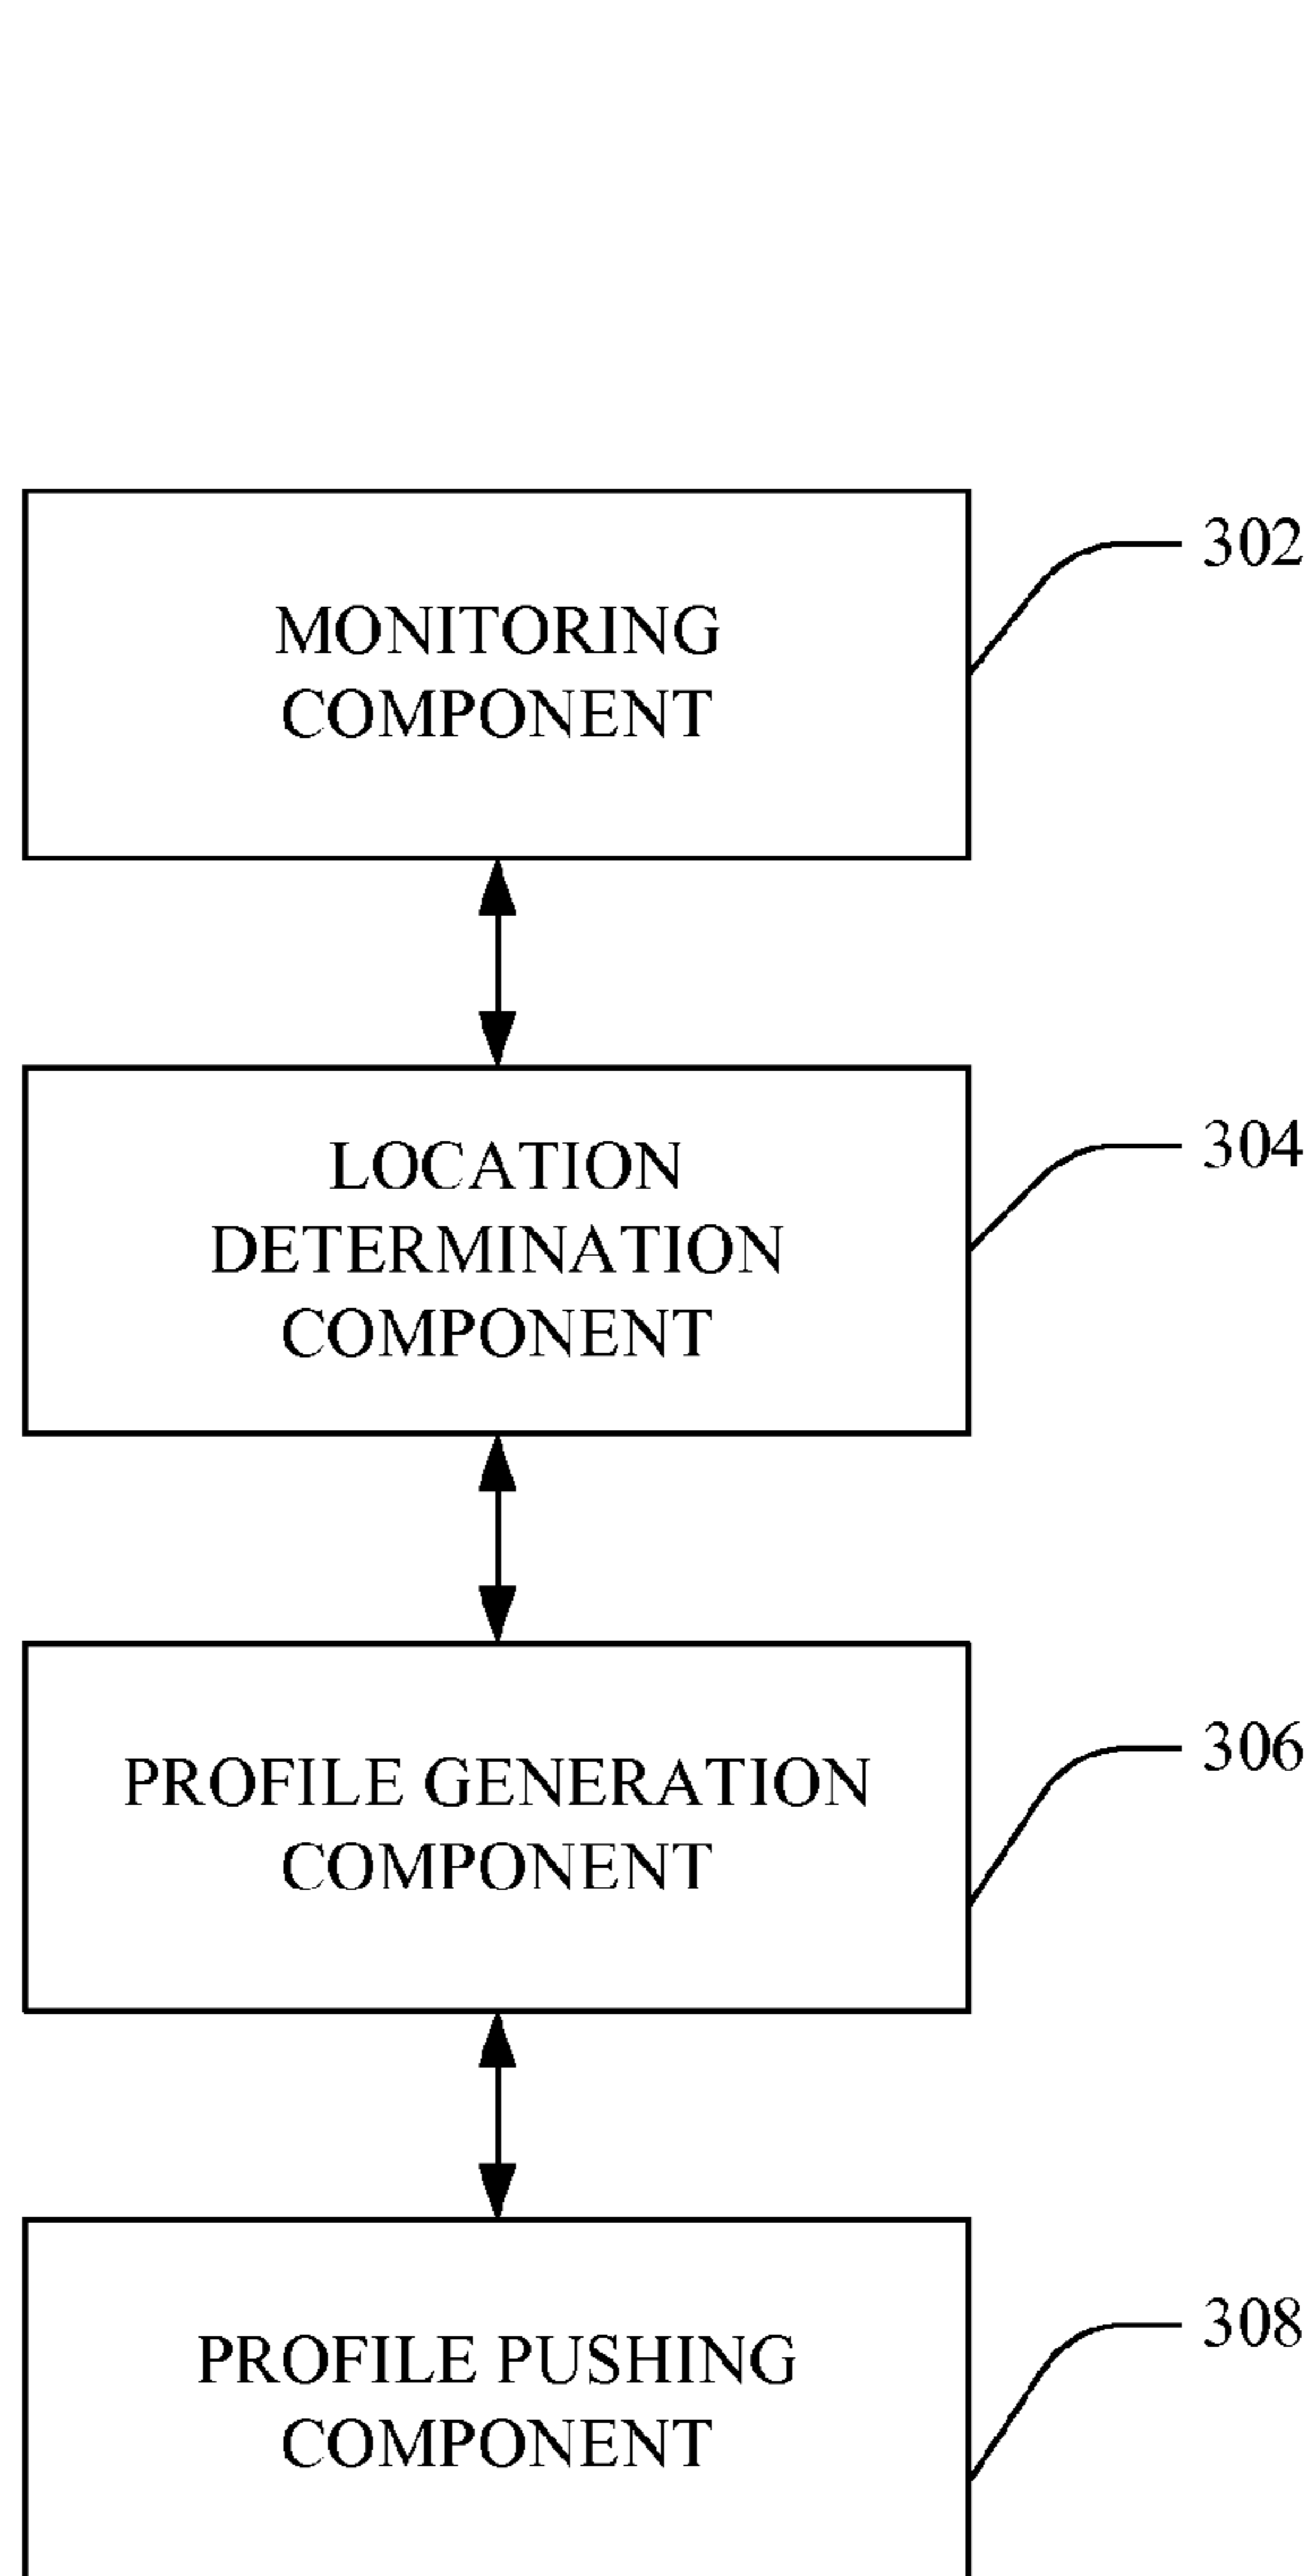 MONITORING
COMPONENT
302
LOCATION
DETERMINATION
COMPONENT
304
PROFILE GENERATION
COMPONENT
306
PROFILE PUSHING
COMPONENT
308